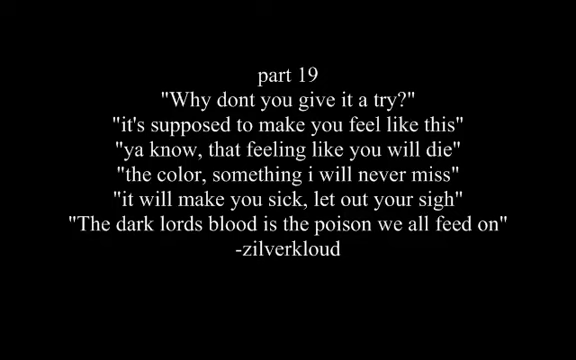 part 19
"Why dont you give it a try?"
"it's supposed to make you feel like this"
"ya know, that feeling like you will die"
"the color, something i will never miss"
"it will make you sick, let out your sigh"
"The dark lords blood is the poison we all feed on"
-zilverkloud